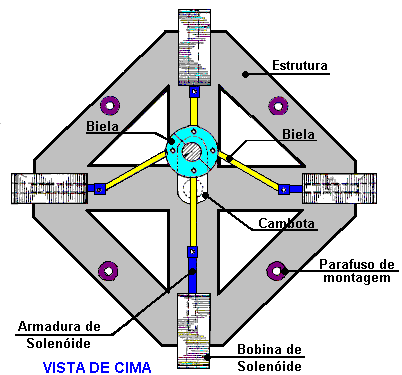 Estrutura
Biela
Biela
Cambota
Parafuso de
montagem
Armadura de
Solenóide
Bobina de
Solenóide
VISTA DE CIMA